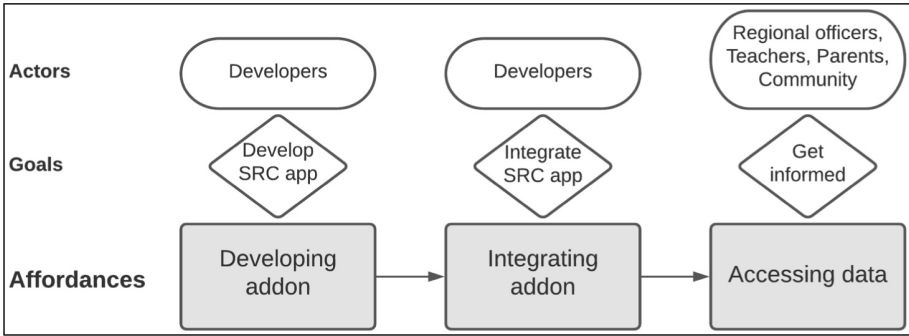 Actors
Developers
Developers
Regional officers,
Teachers, Parents,
Community
Goals
Develop
SRC app
Integrate
SRC app
Get
informed
Affordances
Developing
addon
Integrating
addon
Accessing data